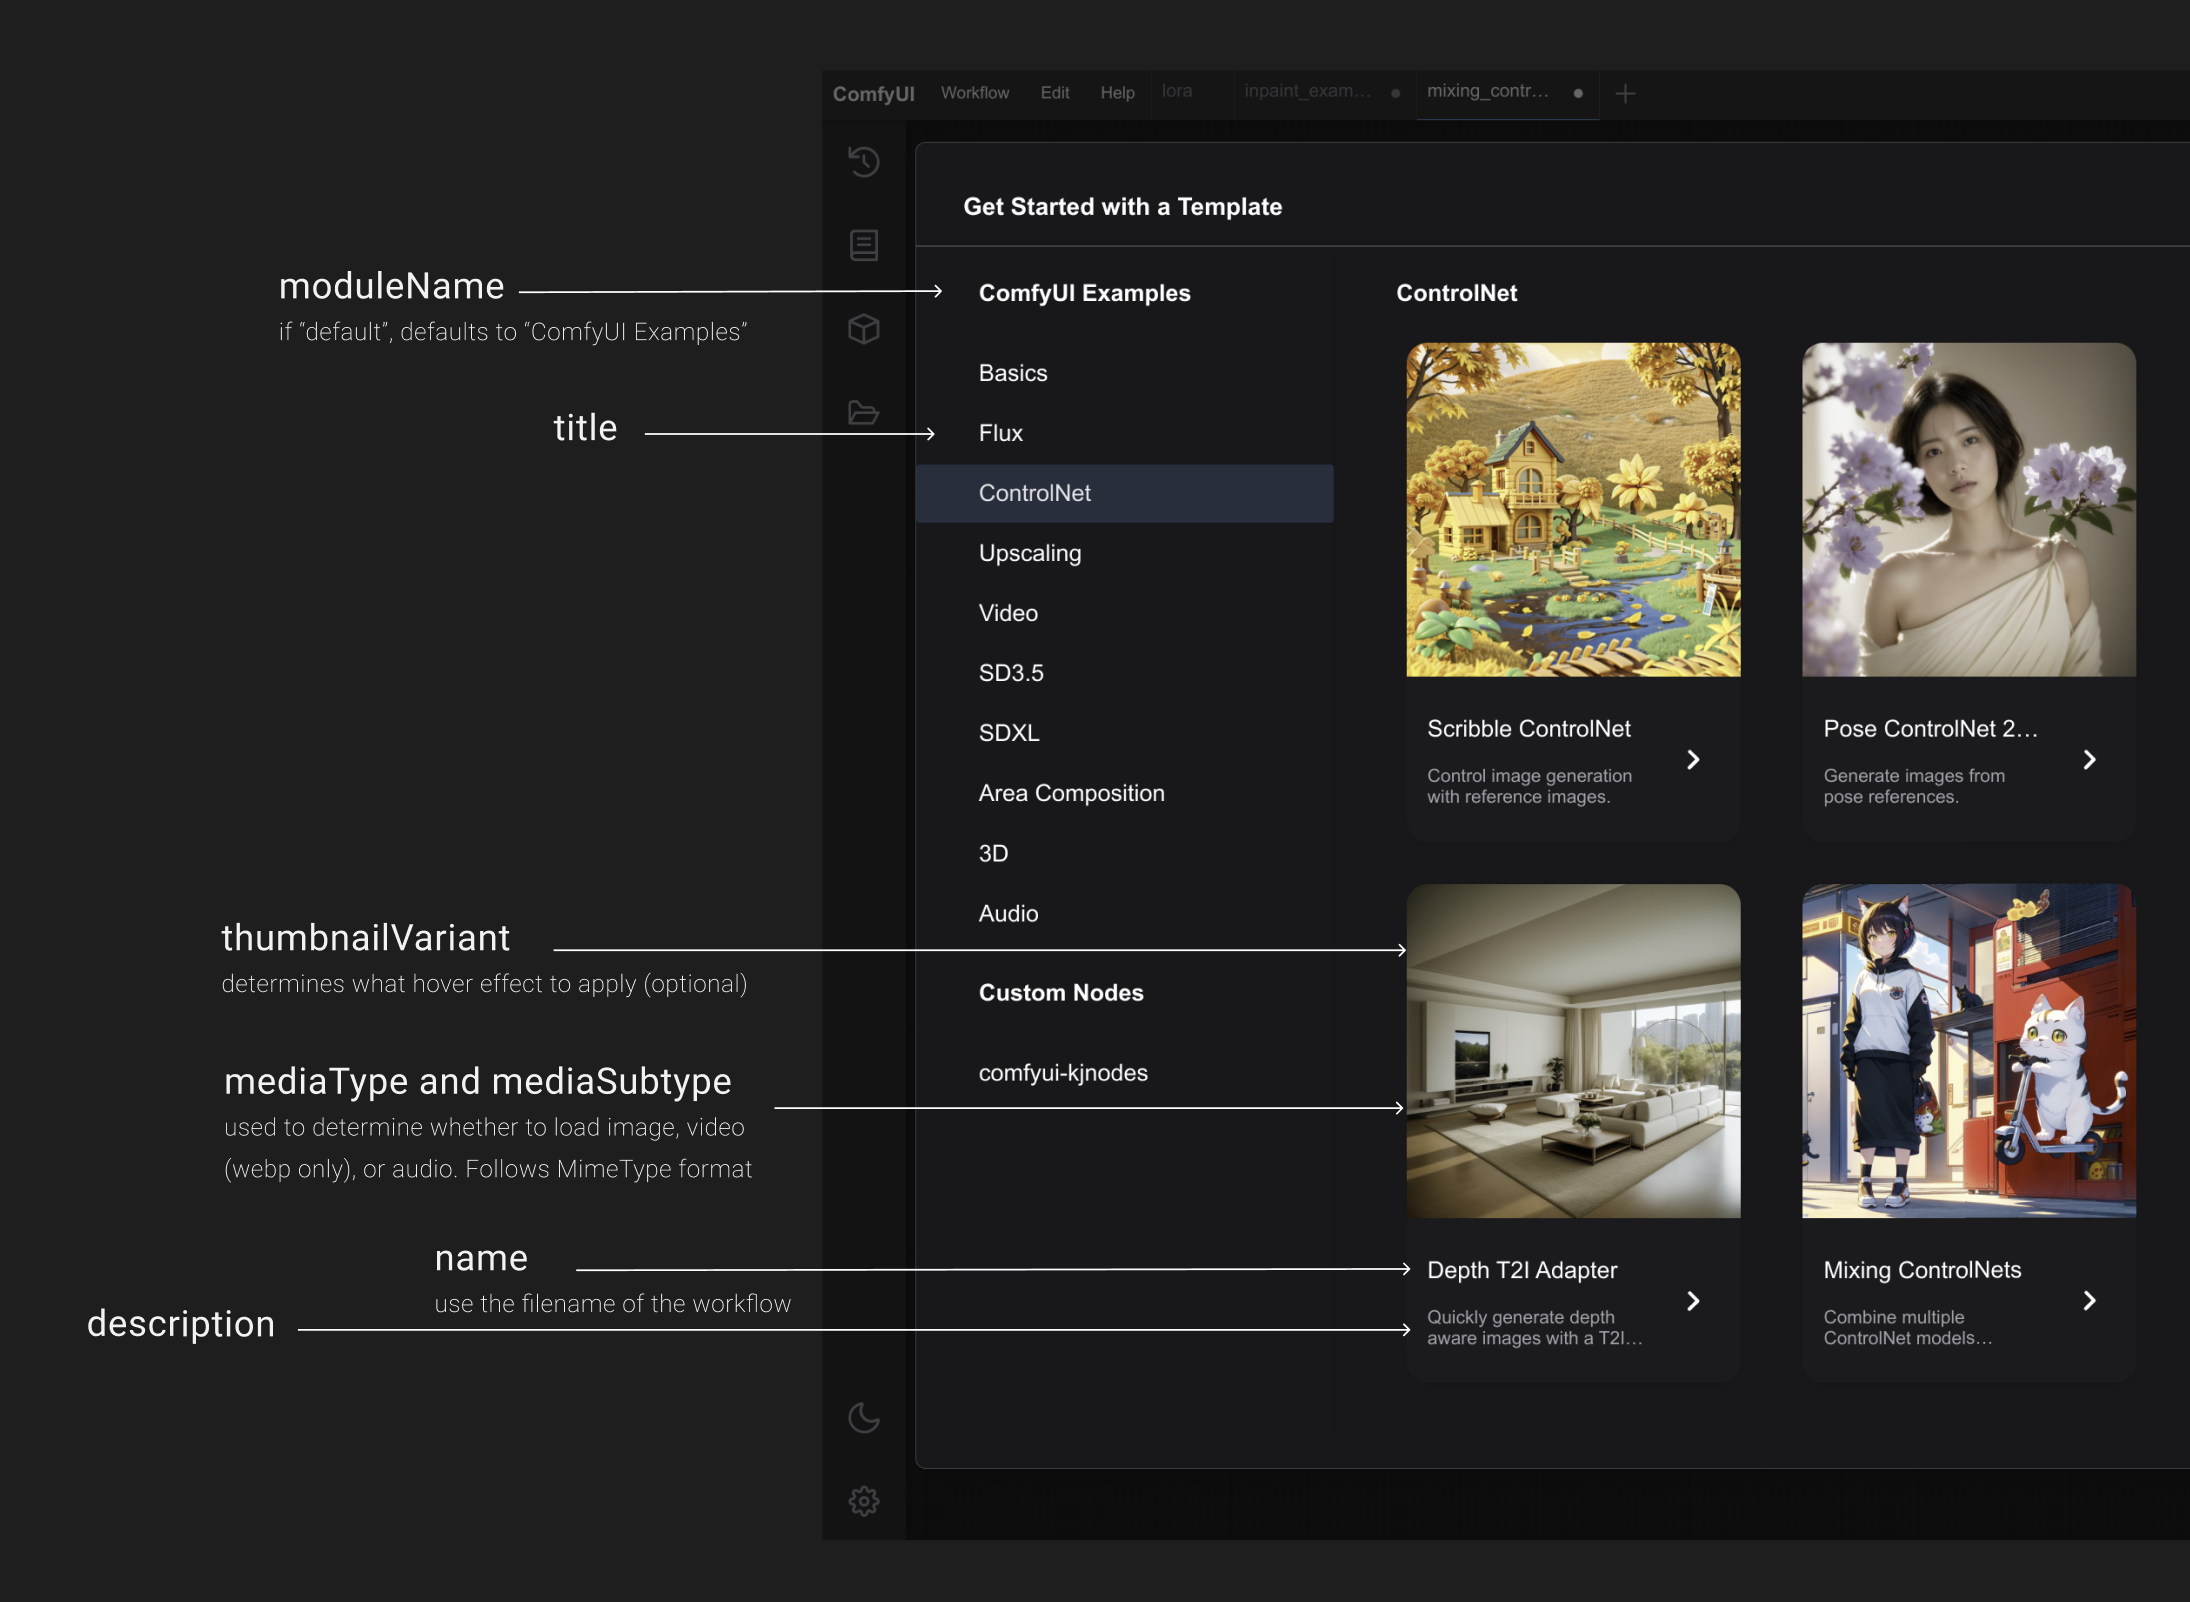 ComfyUI Workflow Edit Help lora inpaint_exam... mixing_contr...
Get Started with a Template
moduleName
if “default”, defaults to “ComfyUI Examples”
title
thumbnailVariant
determines what hover effect to apply (optional)
mediaType and mediaSubtype
used to determine whether to load image, video
(webp only), or audio. Follows MimeType format
name
use the filename of the workflow
description
ComfyUI Examples
Basics
Flux
ControlNet
Upscaling
Video
SD3.5
SDXL
Area Composition
3D
Audio
Custom Nodes
comfyui-kjnodes
ControlNet
Scribble ControlNet
Control image generation
with reference images.
Pose ControlNet 2...
Generate images from
pose references.
Depth T2I Adapter
Quickly generate depth
aware images with a T2I...
Mixing ControlNets
Combine multiple
ControlNet models...